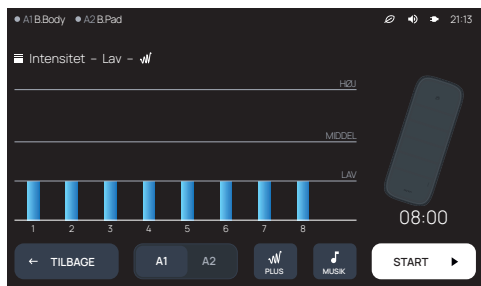 A1 B.Body A2 B.Pad 21:13
Intensitet – Lav –
HØJ
MIDDEL
LAV
1 2 3 4 5 6 7 8
08:00
← TILBAGE A1 A2 PLUS MUSIK START